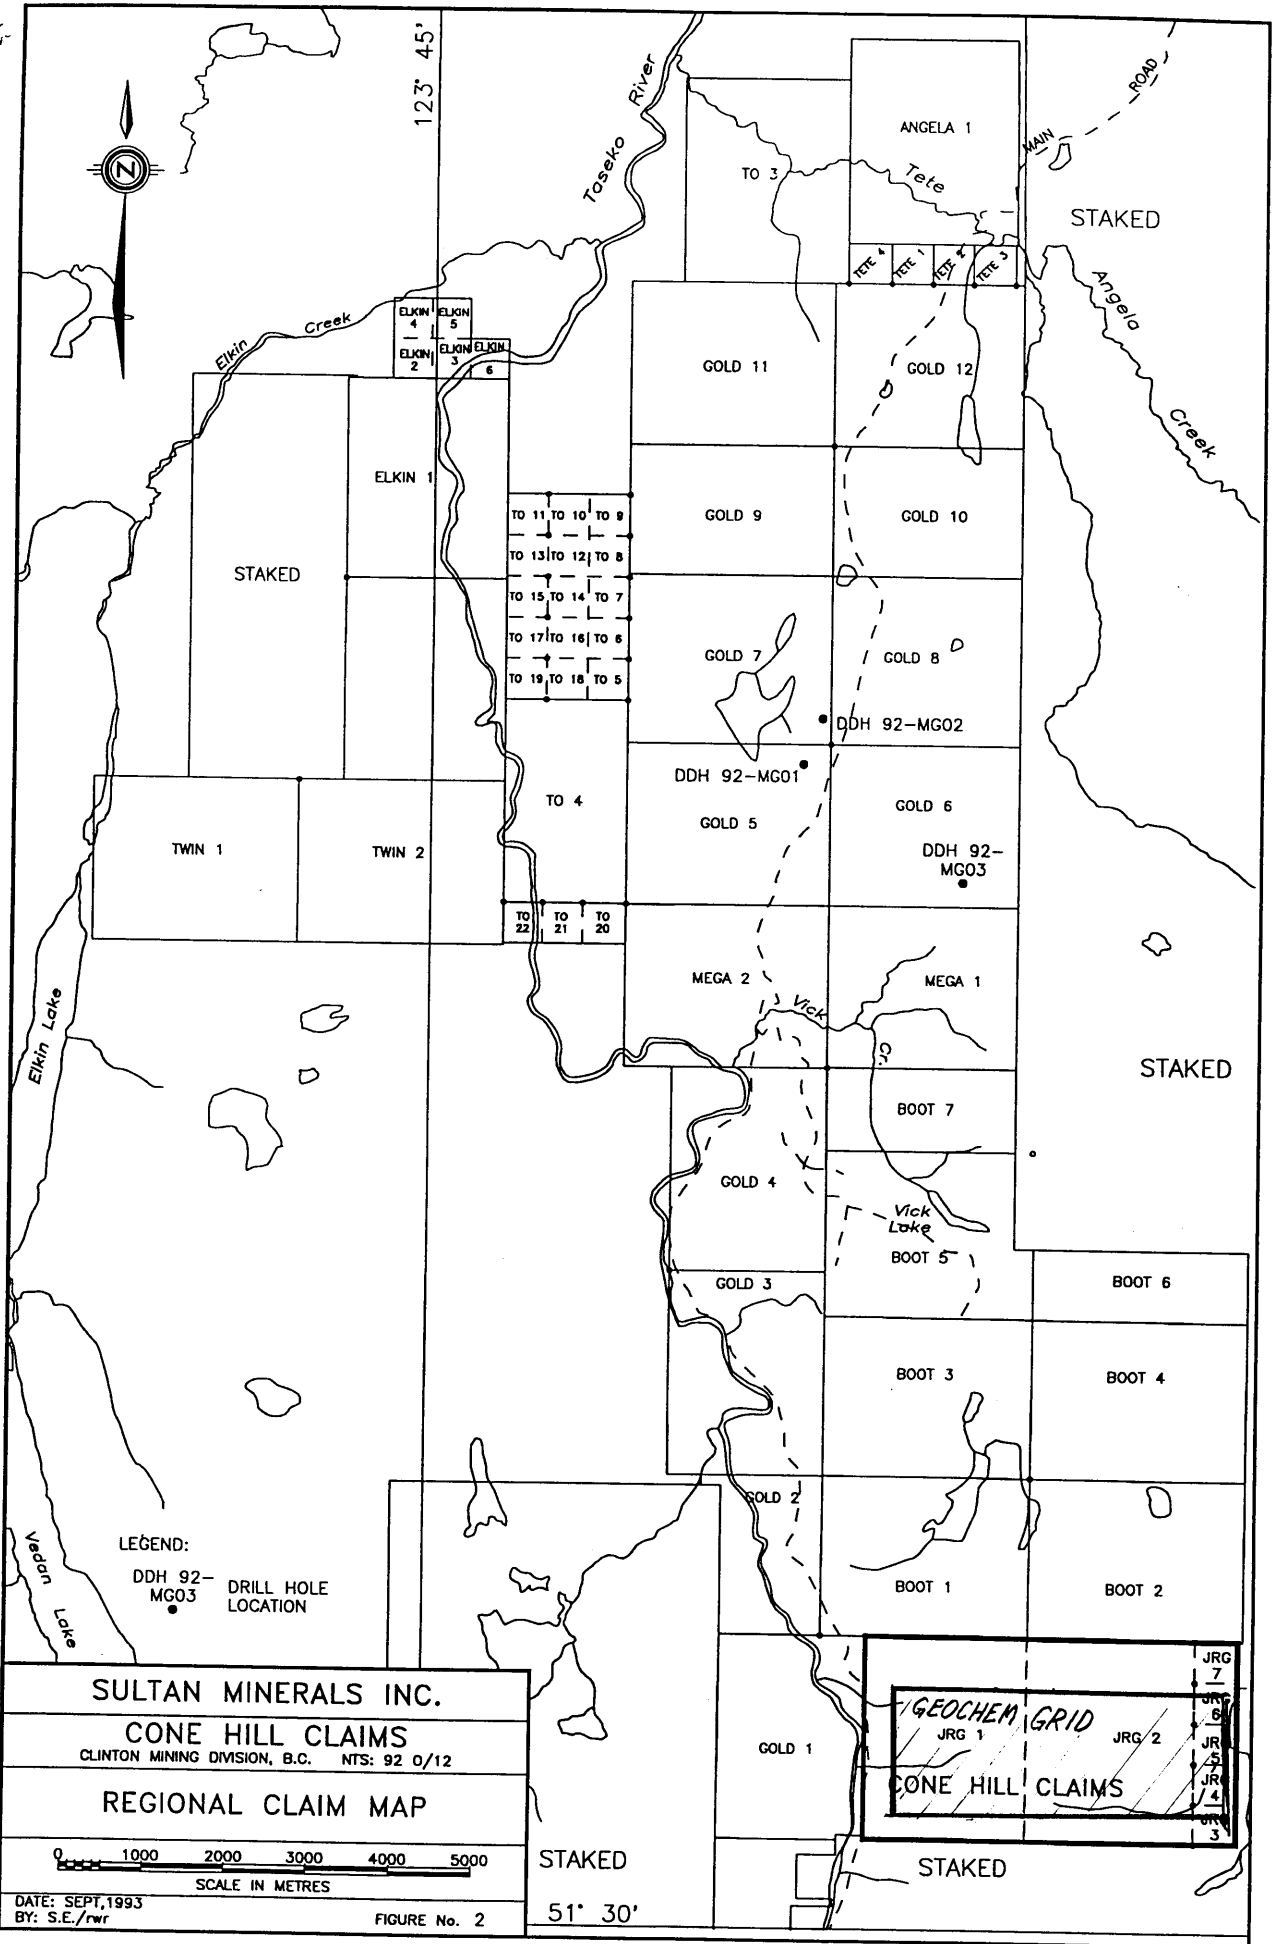 123° 45'
Taseko River
MAIN ROAD
ANGELA 1
N
TO 3
Tete
STAKED
TETE 4
TETE 1
TETE 2
TETE 3
Angela Creek
Elkin Creek
ELKIN 4
ELKIN 5
ELKIN 2
ELKIN 3
ELKIN 6
GOLD 11
GOLD 12
ELKIN 1
TO 11
TO 10
TO 9
GOLD 9
GOLD 10
TO 13
TO 12
TO 8
STAKED
TO 15
TO 14
TO 7
TO 17
TO 16
TO 6
GOLD 7
GOLD 8
TO 19
TO 18
TO 5
DDH 92-MG02
DDH 92-MG01
TO 4
GOLD 5
GOLD 6
TWIN 1
TWIN 2
DDH 92-
MG03
TO 22
TO 21
TO 20
MEGA 2
MEGA 1
Vick Cr.
Elkin Lake
STAKED
BOOT 7
GOLD 4
Vick
Lake
BOOT 5
GOLD 3
BOOT 6
BOOT 3
BOOT 4
GOLD 2
LEGEND:
Vedan Lake
DDH 92-
MG03
DRILL HOLE
LOCATION
BOOT 1
BOOT 2
JRG 7
JRG 6
GEOCHEM GRID
JRG 1
JRG 2
JRG 5
GOLD 1
CONE HILL CLAIMS
JRG 4
JRG 3
STAKED
STAKED
51° 30'
SULTAN MINERALS INC.
CONE HILL CLAIMS
CLINTON MINING DIVISION, B.C. NTS: 92 O/12
REGIONAL CLAIM MAP
0 1000 2000 3000 4000 5000
SCALE IN METRES
DATE: SEPT,1993
BY: S.E./rwr
FIGURE No. 2